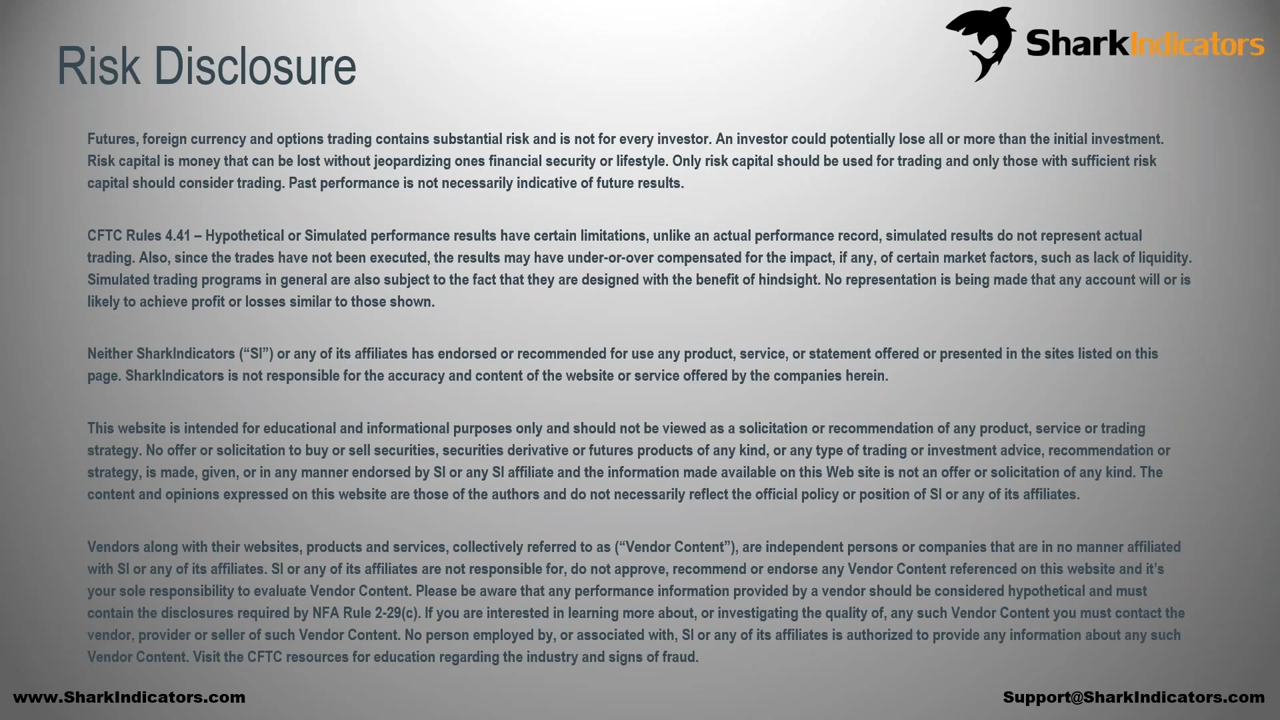 Risk Disclosure
SharkIndicators
Futures, foreign currency and options trading contains substantial risk and is not for every investor. An investor could potentially lose all or more than the initial investment.
Risk capital is money that can be lost without jeopardizing ones financial security or lifestyle. Only risk capital should be used for trading and only those with sufficient risk
capital should consider trading. Past performance is not necessarily indicative of future results.
CFTC Rules 4.41 – Hypothetical or Simulated performance results have certain limitations, unlike an actual performance record, simulated results do not represent actual
trading. Also, since the trades have not been executed, the results may have under-or-over compensated for the impact, if any, of certain market factors, such as lack of liquidity.
Simulated trading programs in general are also subject to the fact that they are designed with the benefit of hindsight. No representation is being made that any account will or is
likely to achieve profit or losses similar to those shown.
Neither SharkIndicators (“SI”) or any of its affiliates has endorsed or recommended for use any product, service, or statement offered or presented in the sites listed on this
page. SharkIndicators is not responsible for the accuracy and content of the website or service offered by the companies herein.
This website is intended for educational and informational purposes only and should not be viewed as a solicitation or recommendation of any product, service or trading
strategy. No offer or solicitation to buy or sell securities, securities derivative or futures products of any kind, or any type of trading or investment advice, recommendation or
strategy, is made, given, or in any manner endorsed by SI or any SI affiliate and the information made available on this Web site is not an offer or solicitation of any kind. The
content and opinions expressed on this website are those of the authors and do not necessarily reflect the official policy or position of SI or any of its affiliates.
Vendors along with their websites, products and services, collectively referred to as (“Vendor Content”), are independent persons or companies that are in no manner affiliated
with SI or any of its affiliates. SI or any of its affiliates are not responsible for, do not approve, recommend or endorse any Vendor Content referenced on this website and it’s
your sole responsibility to evaluate Vendor Content. Please be aware that any performance information provided by a vendor should be considered hypothetical and must
contain the disclosures required by NFA Rule 2-29(c). If you are interested in learning more about, or investigating the quality of, any such Vendor Content you must contact the
vendor, provider or seller of such Vendor Content. No person employed by, or associated with, SI or any of its affiliates is authorized to provide any information about any such
Vendor Content. Visit the CFTC resources for education regarding the industry and signs of fraud.
www.SharkIndicators.com
Support@SharkIndicators.com